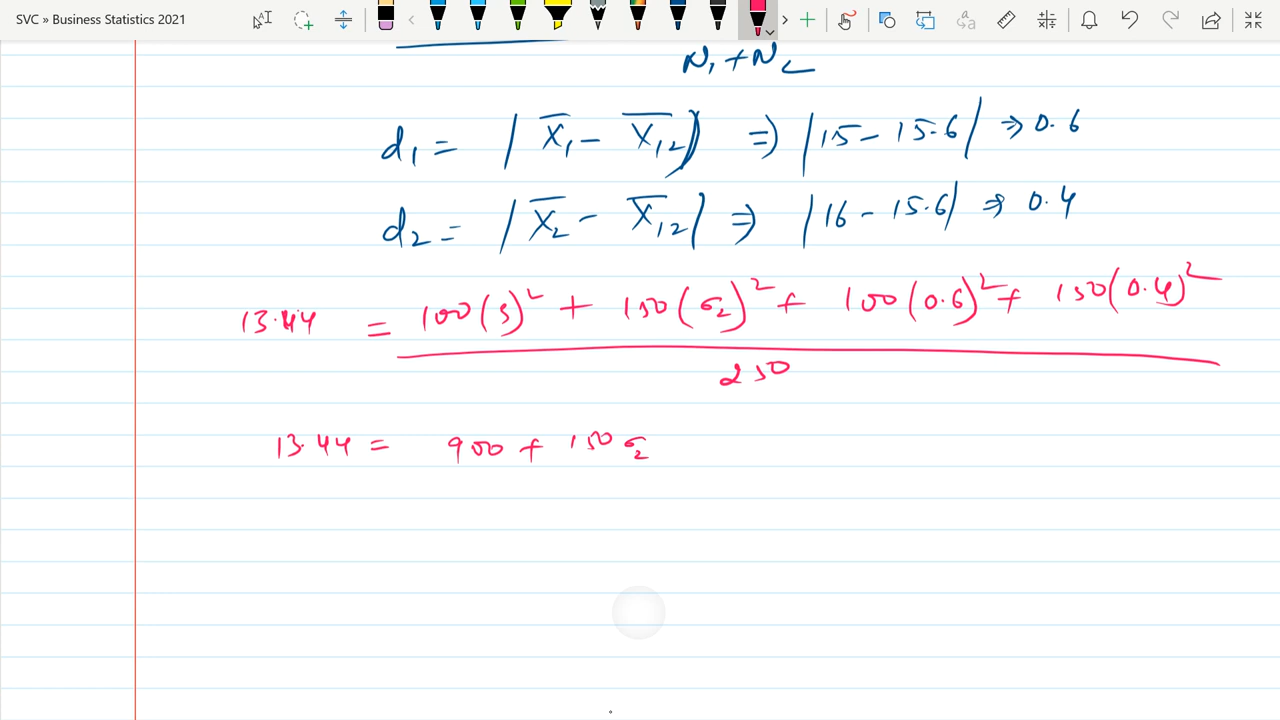 SVC » Business Statistics 2021
N₁ + N₂
d₁ = | X̅₁ - X̅₁₂ | ⇒ |15 - 15.6| ⇒ 0.6
d₂ = | X̅₂ - X̅₁₂ | ⇒ |16 - 15.6| ⇒ 0.4
13.44 = 100(3)² + 150(σ₂)² + 100(0.6)² + 150(0.4)²
250
13.44 = 900 + 150 σ₂